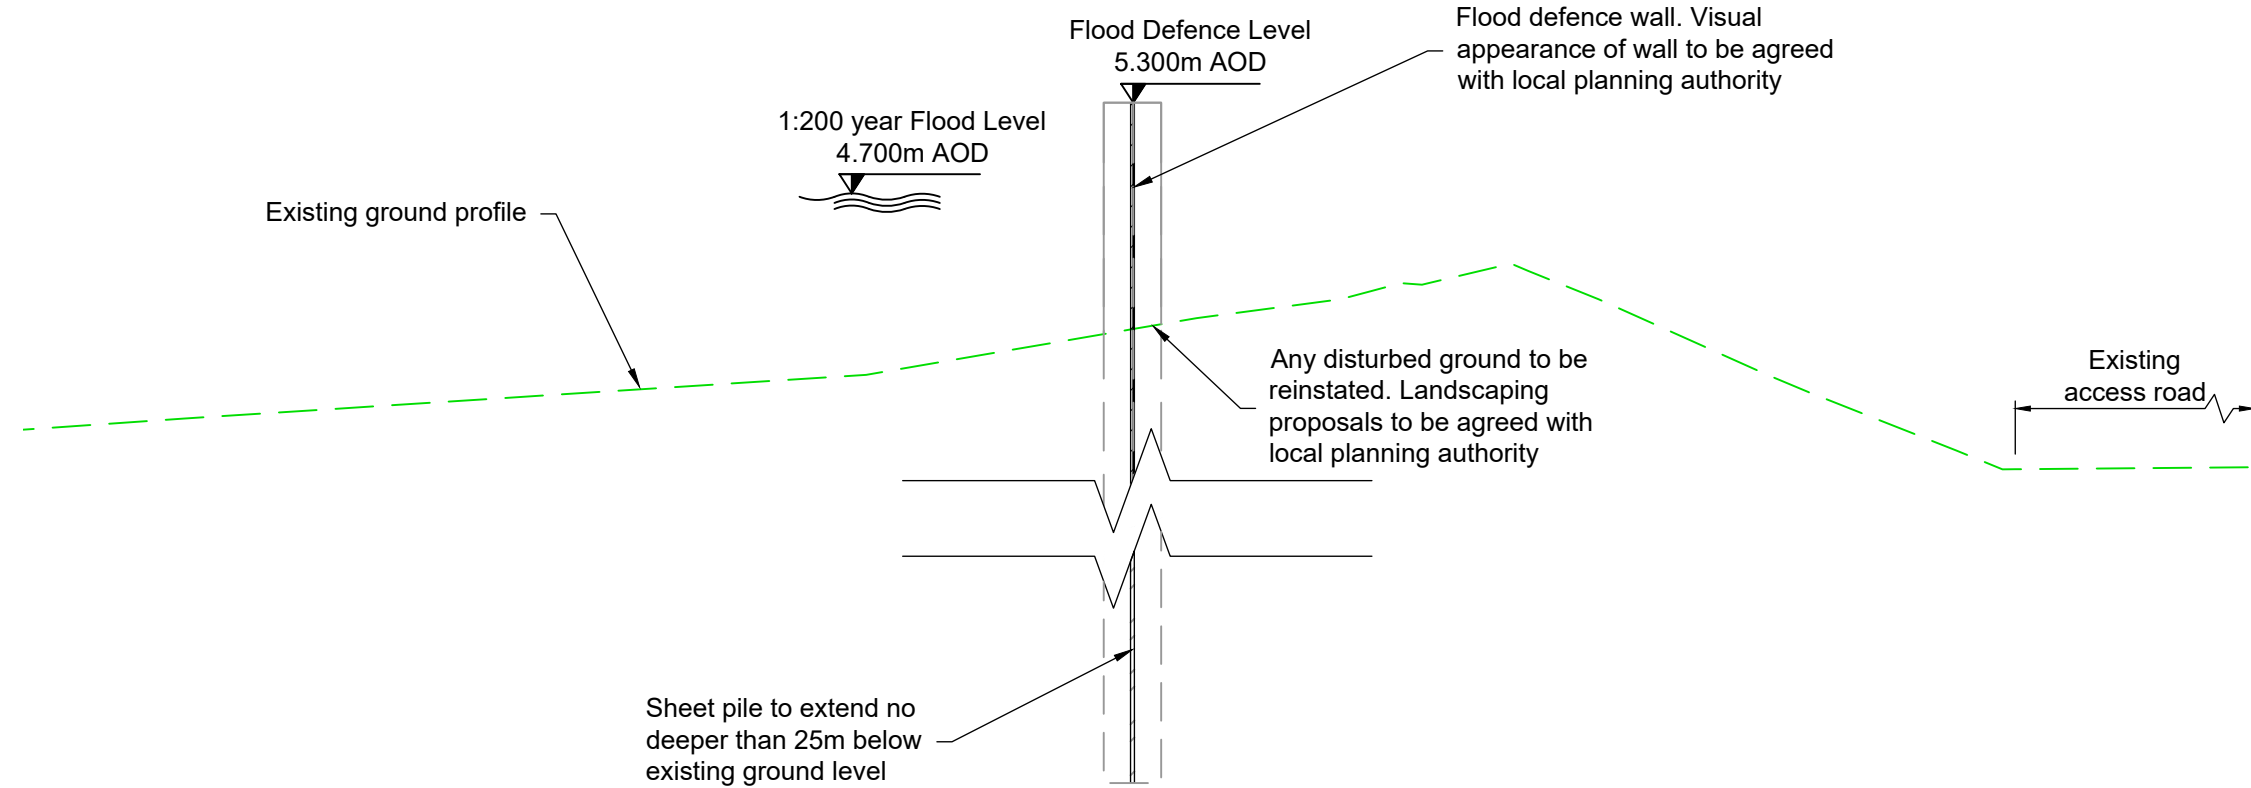 Flood defence wall. Visual
appearance of wall to be agreed
with local planning authority
Flood Defence Level
5.300m AOD
1:200 year Flood Level
4.700m AOD
Existing ground profile
Any disturbed ground to be
reinstated. Landscaping
proposals to be agreed with
local planning authority
Existing
access road
Sheet pile to extend no
deeper than 25m below
existing ground level